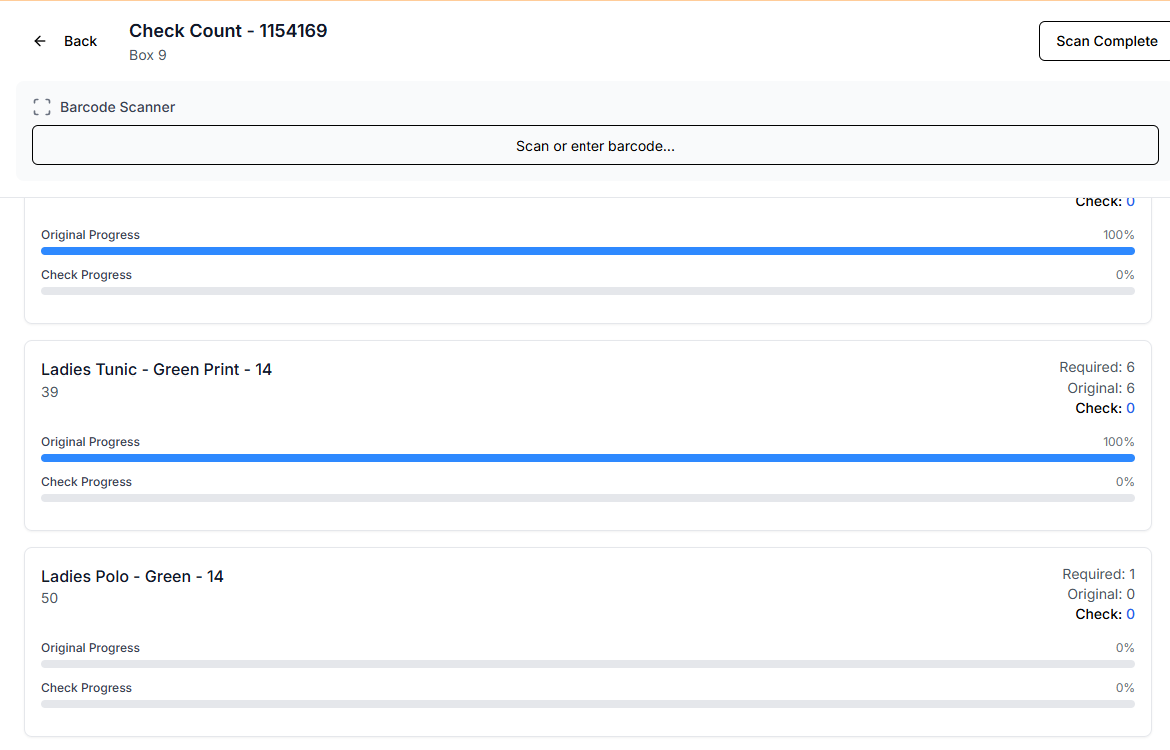 Back
Check Count - 1154169
Box 9
Scan Complete
Barcode Scanner
Scan or enter barcode...
Check: 0
Original Progress 100%
Check Progress 0%
Ladies Tunic - Green Print - 14
39
Required: 6
Original: 6
Check: 0
Original Progress 100%
Check Progress 0%
Ladies Polo - Green - 14
50
Required: 1
Original: 0
Check: 0
Original Progress 0%
Check Progress 0%